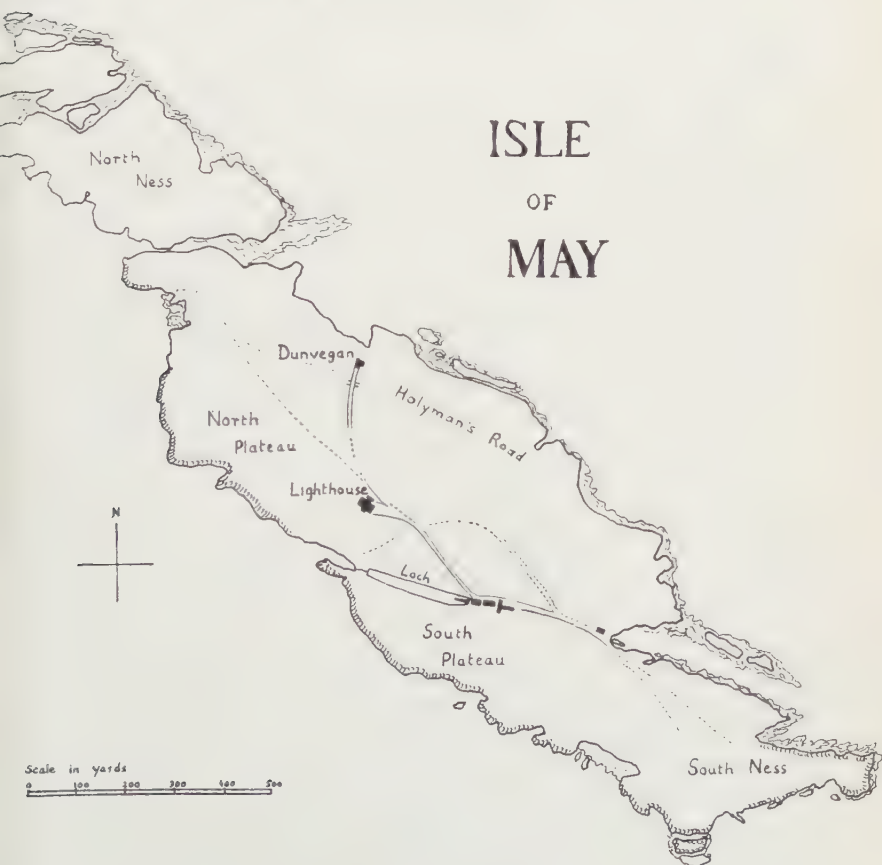 ISLE
OF
MAY
North
Ness
Dunvegan
Holyman's Road
North
Plateau
Lighthouse
N
Loch
South
Plateau
South Ness
Scale in yards
0 100 200 300 400 500